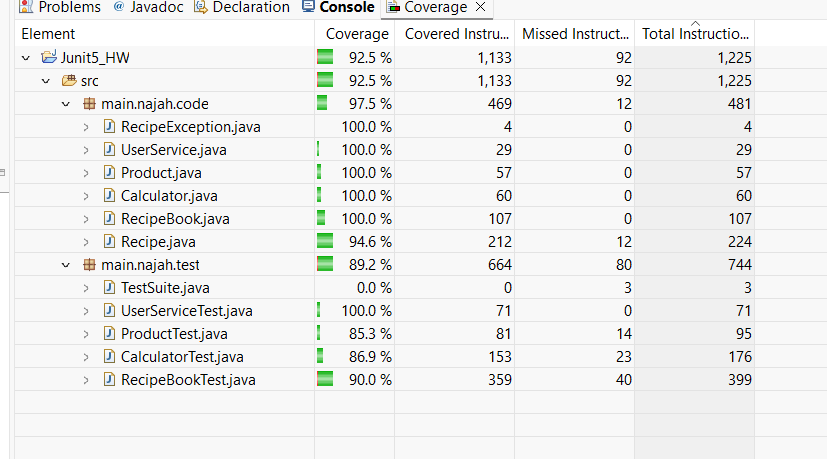 Problems @ Javadoc Declaration Console Coverage
Element Coverage Covered Instru... Missed Instruct... Total Instructio...
Junit5_HW 92.5 % 1,133 92 1,225
src 92.5 % 1,133 92 1,225
main.najah.code 97.5 % 469 12 481
RecipeException.java 100.0 % 4 0 4
UserService.java 100.0 % 29 0 29
Product.java 100.0 % 57 0 57
Calculator.java 100.0 % 60 0 60
RecipeBook.java 100.0 % 107 0 107
Recipe.java 94.6 % 212 12 224
main.najah.test 89.2 % 664 80 744
TestSuite.java 0.0 % 0 3 3
UserServiceTest.java 100.0 % 71 0 71
ProductTest.java 85.3 % 81 14 95
CalculatorTest.java 86.9 % 153 23 176
RecipeBookTest.java 90.0 % 359 40 399